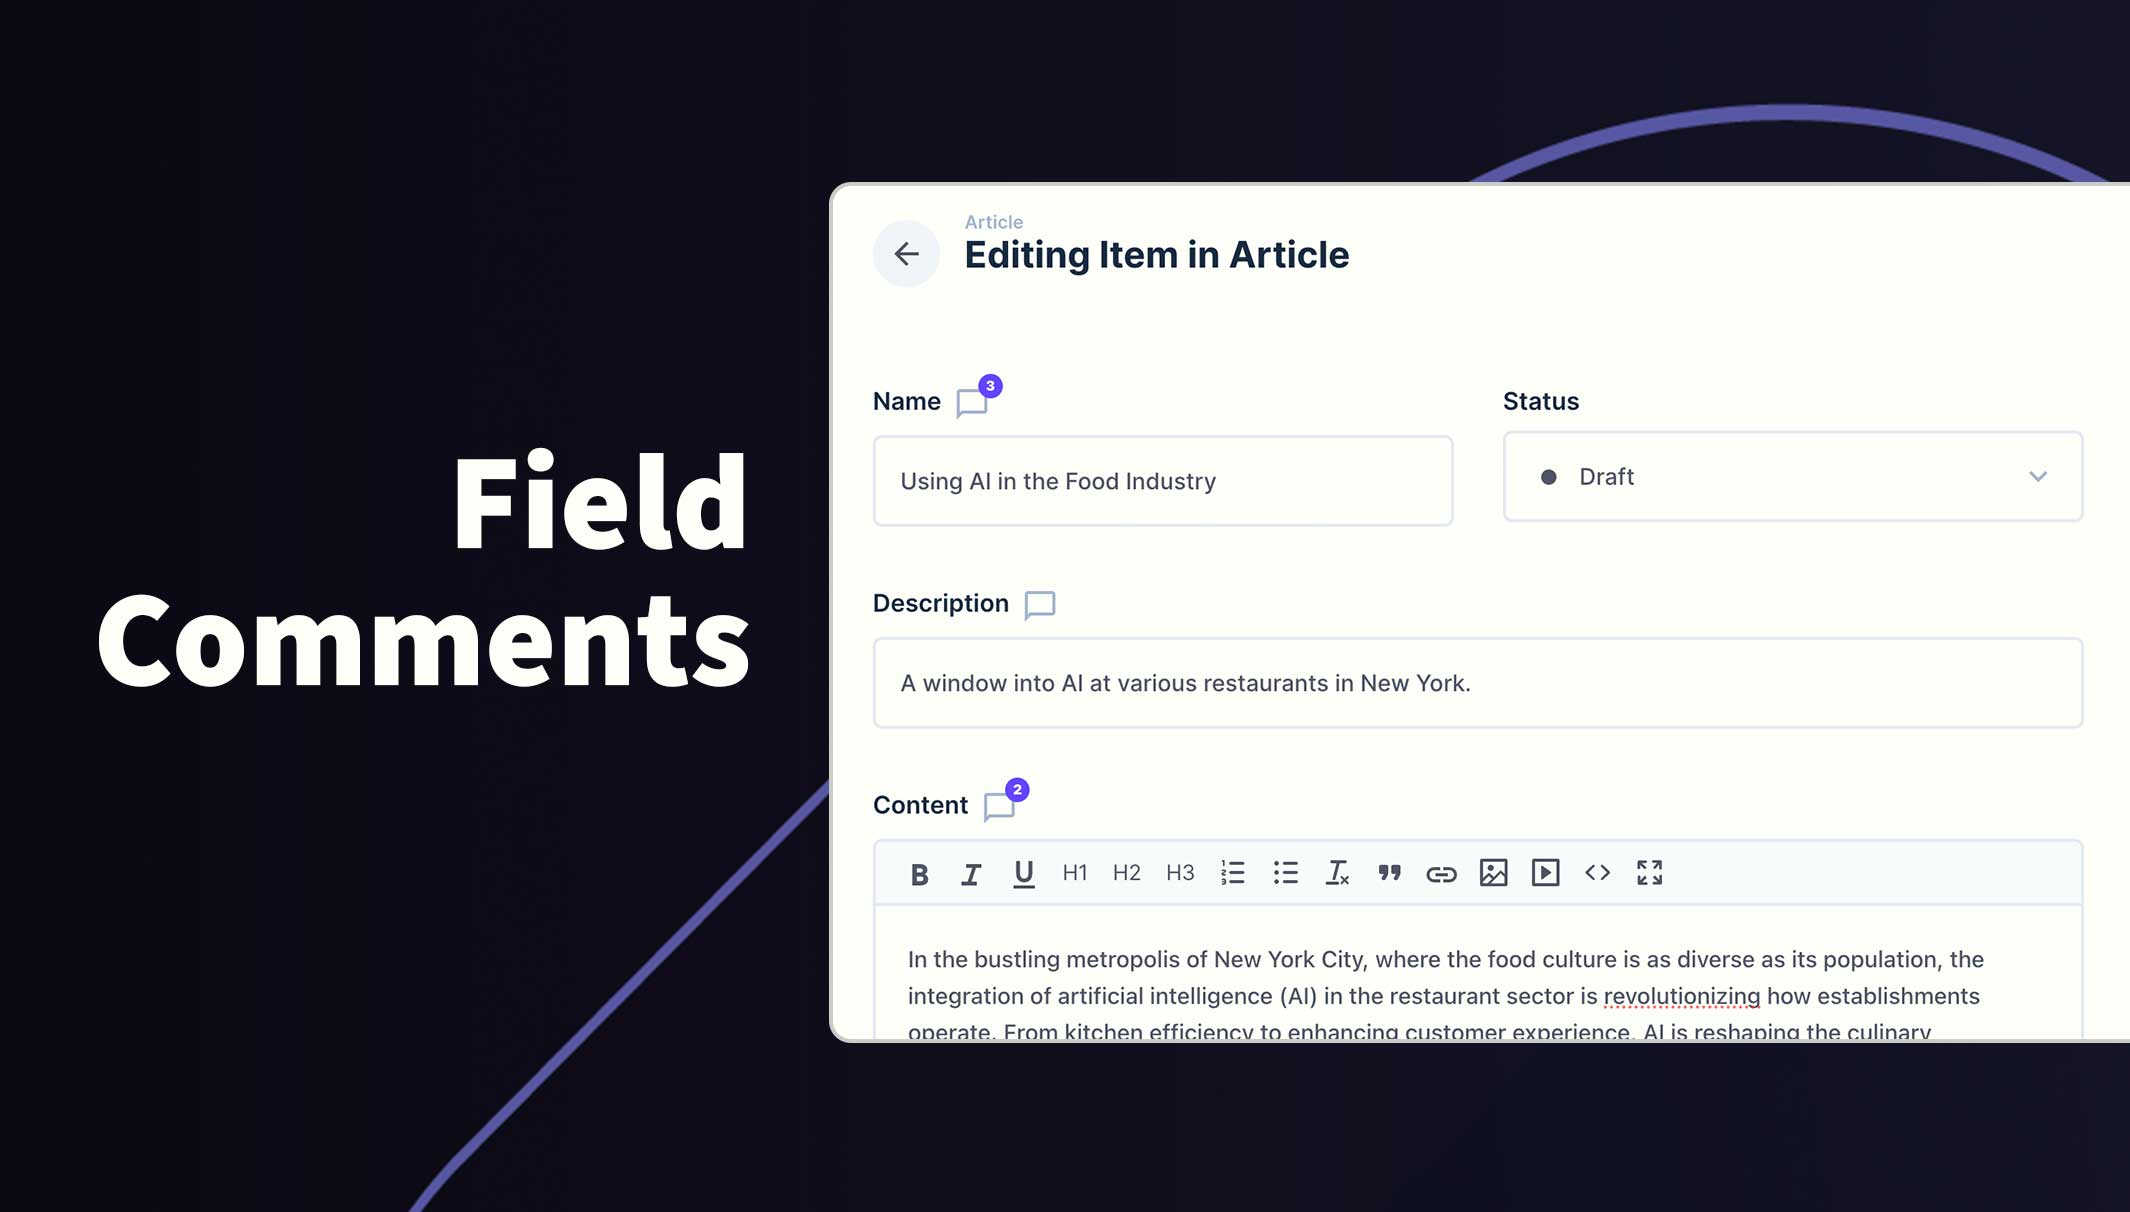 Field
Comments
Article
Editing Item in Article
Name 3
Status
Using AI in the Food Industry
Draft
Description
A window into AI at various restaurants in New York.
Content 2
B I U H1 H2 H3
In the bustling metropolis of New York City, where the food culture is as diverse as its population, the
integration of artificial intelligence (AI) in the restaurant sector is revolutionizing how establishments
operate. From kitchen efficiency to enhancing customer experience, AI is reshaping the culinary